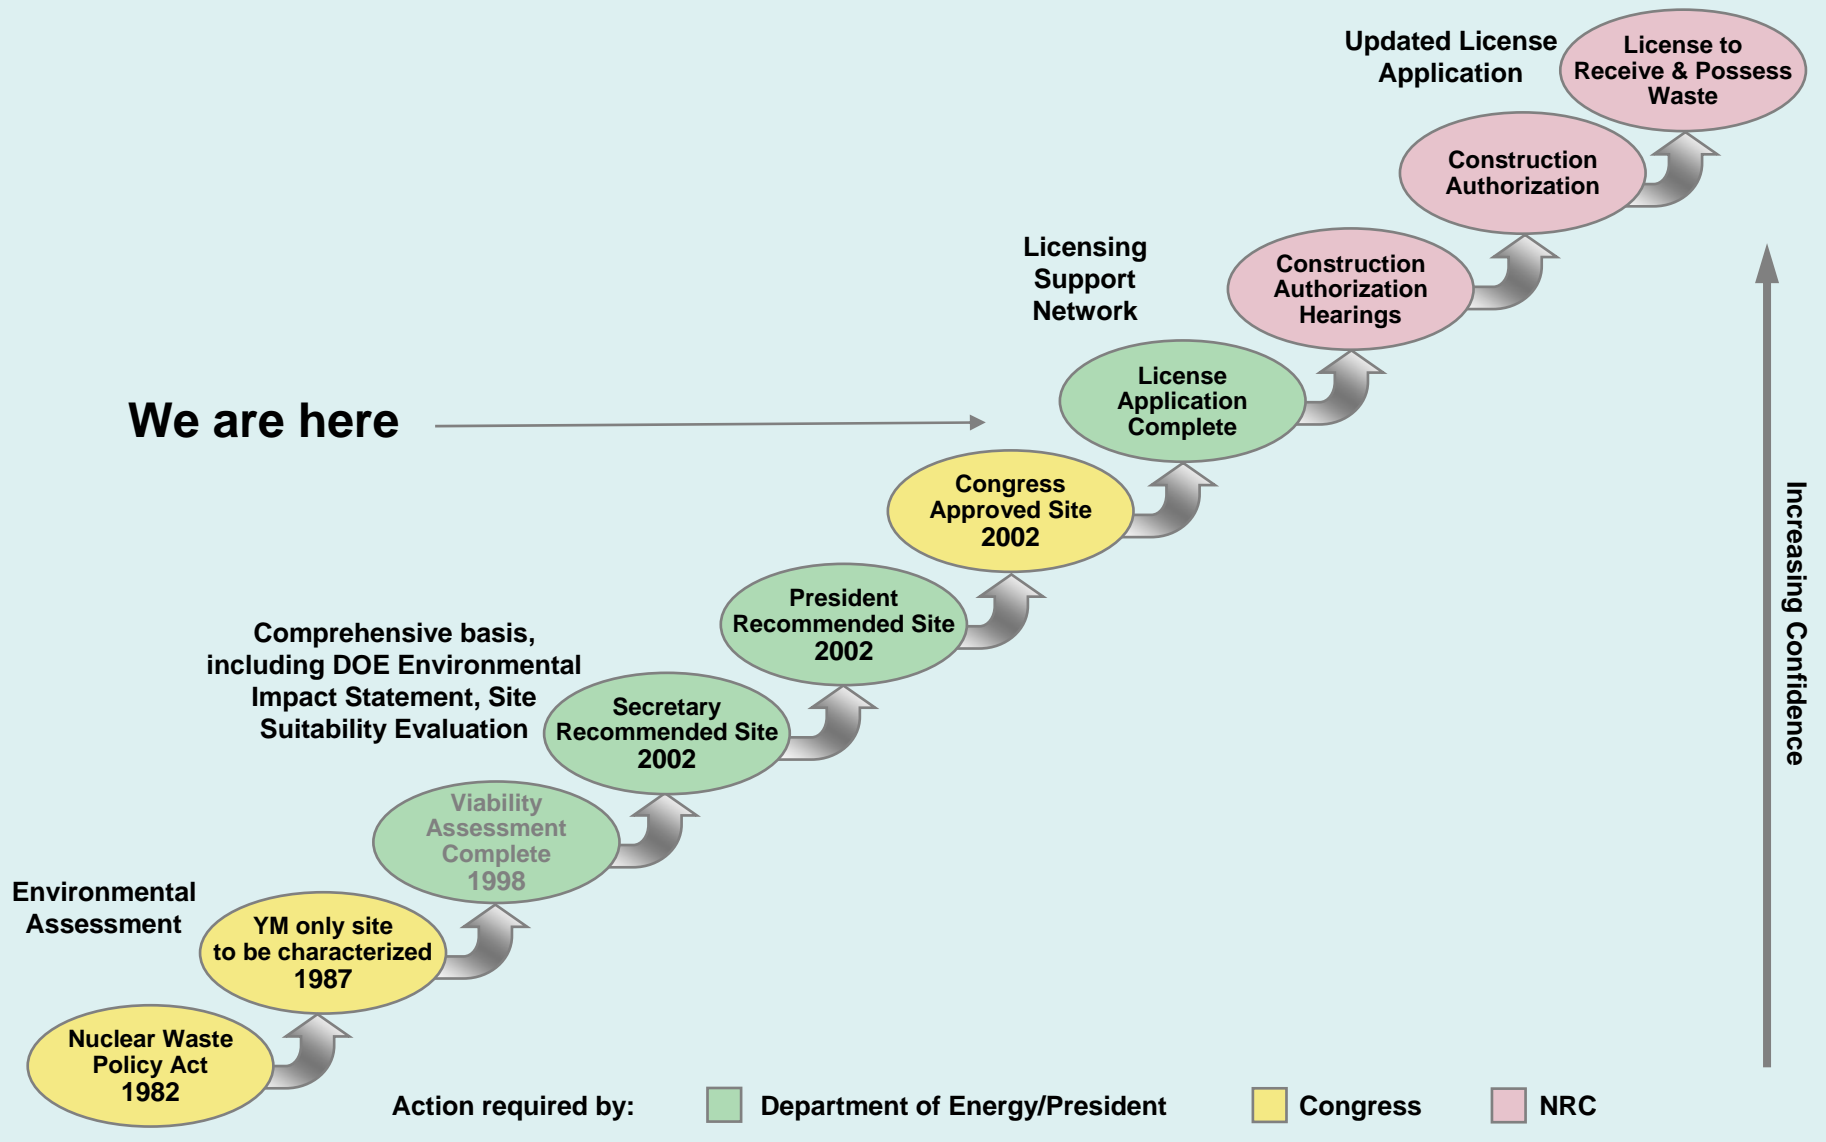 Updated License
Application
License to
Receive & Possess
Waste
Construction
Authorization
Licensing
Support
Network
Construction
Authorization
Hearings
License
Application
Complete
We are here
Congress
Approved Site
2002
President
Recommended Site
2002
Comprehensive basis,
including DOE Environmental
Impact Statement, Site
Suitability Evaluation
Secretary
Recommended Site
2002
Viability
Assessment
Complete
1998
Environmental
Assessment
YM only site
to be characterized
1987
Nuclear Waste
Policy Act
1982
Increasing Confidence
Action required by:
Department of Energy/President
Congress
NRC